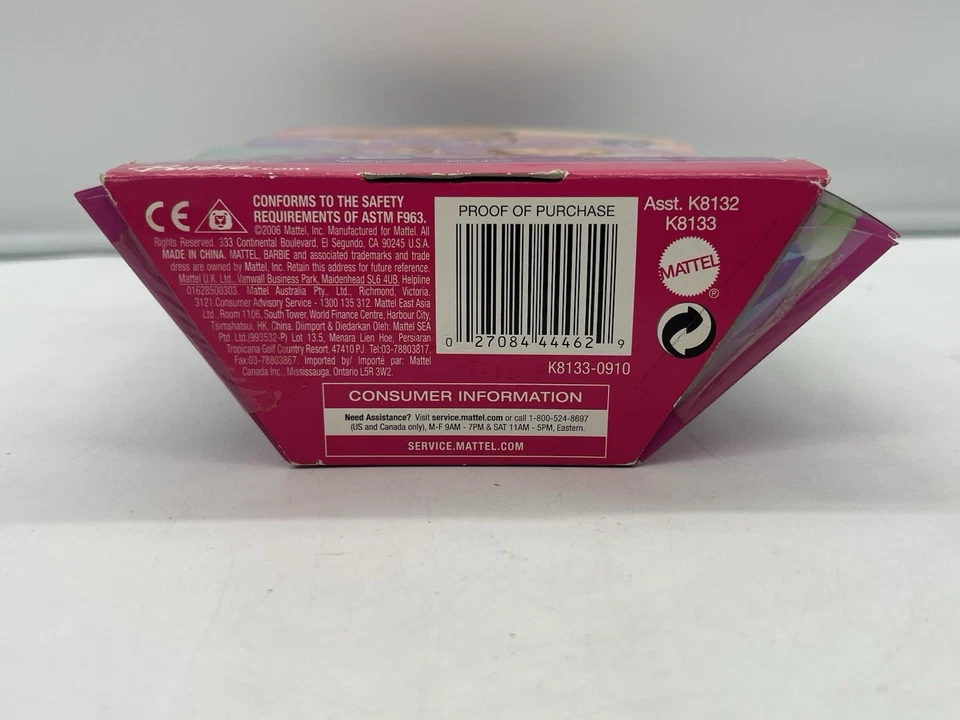 CE
CONFORMS TO THE SAFETY
REQUIREMENTS OF ASTM F963.
©2006 Mattel, Inc. Manufactured for Mattel. All
Rights Reserved. 333 Continental Boulevard, El Segundo, CA 90245 U.S.A.
MADE IN CHINA. MATTEL, BARBIE and associated trademarks and trade
dress are owned by Mattel, Inc. Retain this address for future reference.
Mattel U.K. Ltd., Vanwall Business Park, Maidenhead SL6 4UB. Helpline
01628500303. Mattel Australia Pty., Ltd., Richmond, Victoria.
3121.Consumer Advisory Service - 1300 135 312. Mattel East Asia
Ltd., Room 1106, South Tower, World Finance Centre, Harbour City,
Tsimshatsui, HK, China. Diimport & Diedarkan Oleh: Mattel SEA
Ptd Ltd.(993532-P) Lot 13.5, Menara Lien Hoe, Persiaran
Tropicana Golf Country Resort, 47410 PJ. Tel:03-78803817,
Fax:03-78803867. Imported by/ Importé par: Mattel
Canada Inc., Mississauga, Ontario L5R 3W2.
PROOF OF PURCHASE
0 27084 44462 9
K8133-0910
Asst. K8132
K8133
MATTEL
®
CONSUMER INFORMATION
Need Assistance? Visit service.mattel.com or call 1-800-524-8697
(US and Canada only), M-F 9AM - 7PM & SAT 11AM - 5PM, Eastern.
SERVICE.MATTEL.COM